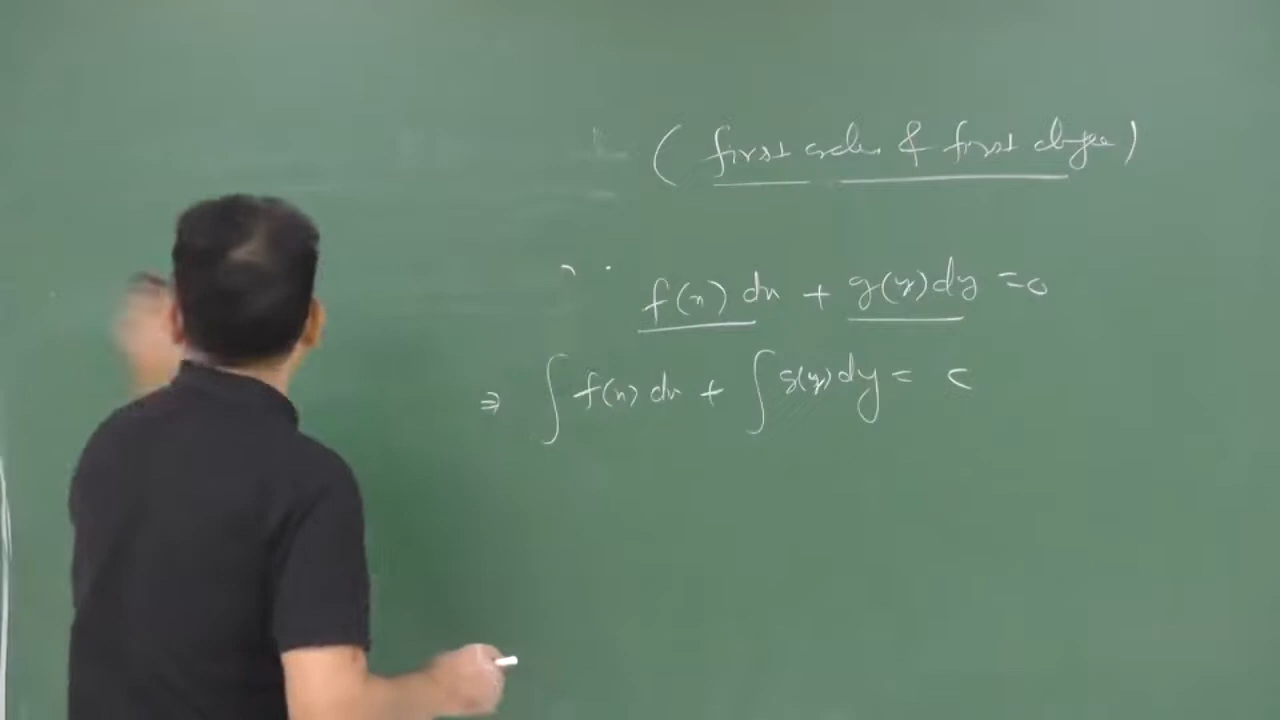 (first order & first degree)
f(x) dx + g(y) dy = 0
⇒ ∫ f(x) dx + ∫ g(y) dy = c